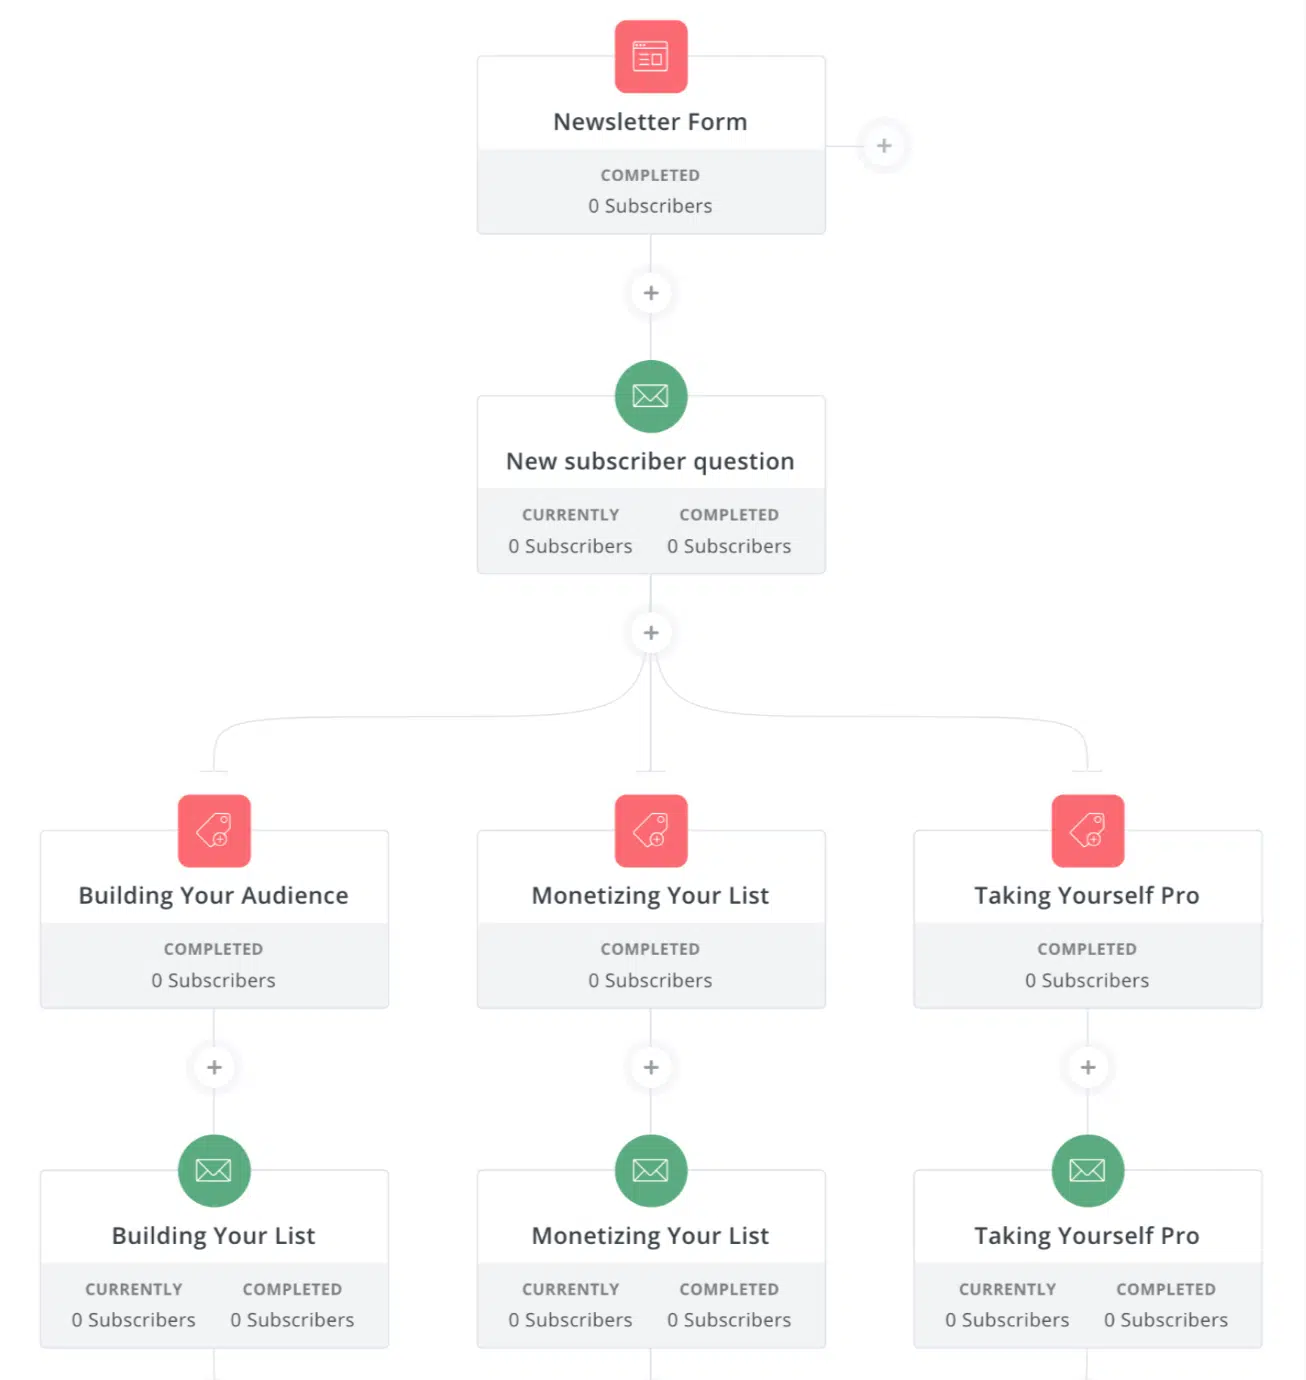 Newsletter Form
COMPLETED
0 Subscribers
New subscriber question
CURRENTLY COMPLETED
0 Subscribers 0 Subscribers
Building Your Audience Monetizing Your List Taking Yourself Pro
COMPLETED COMPLETED COMPLETED
0 Subscribers 0 Subscribers 0 Subscribers
Building Your List Monetizing Your List Taking Yourself Pro
CURRENTLY COMPLETED CURRENTLY COMPLETED CURRENTLY COMPLETED
0 Subscribers 0 Subscribers 0 Subscribers 0 Subscribers 0 Subscribers 0 Subscribers